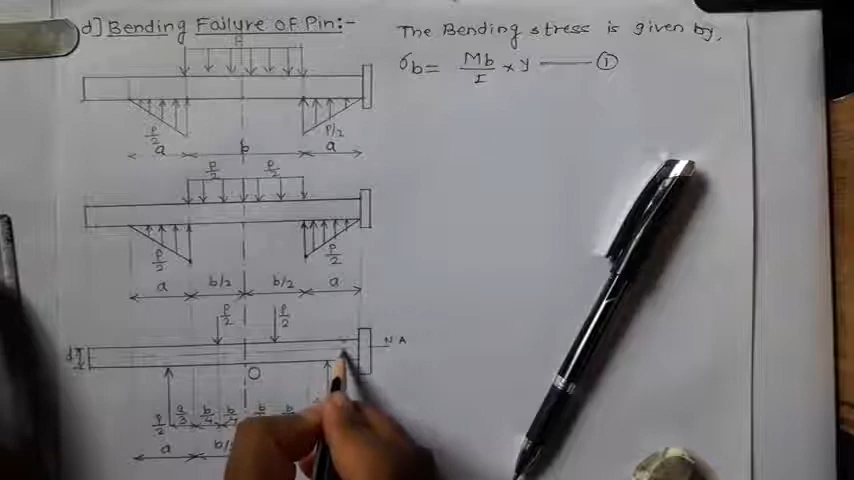 d] Bending Failure of Pin:-
P
P/2
P/2
a
b
a
P/2
P/2
P/2
P/2
a
b/2
b/2
a
P/2
P/2
d
N A
O
P/2
a/3
b/4
b/4
a
The Bending stress is given by,
σb = Mb/I × y — ①